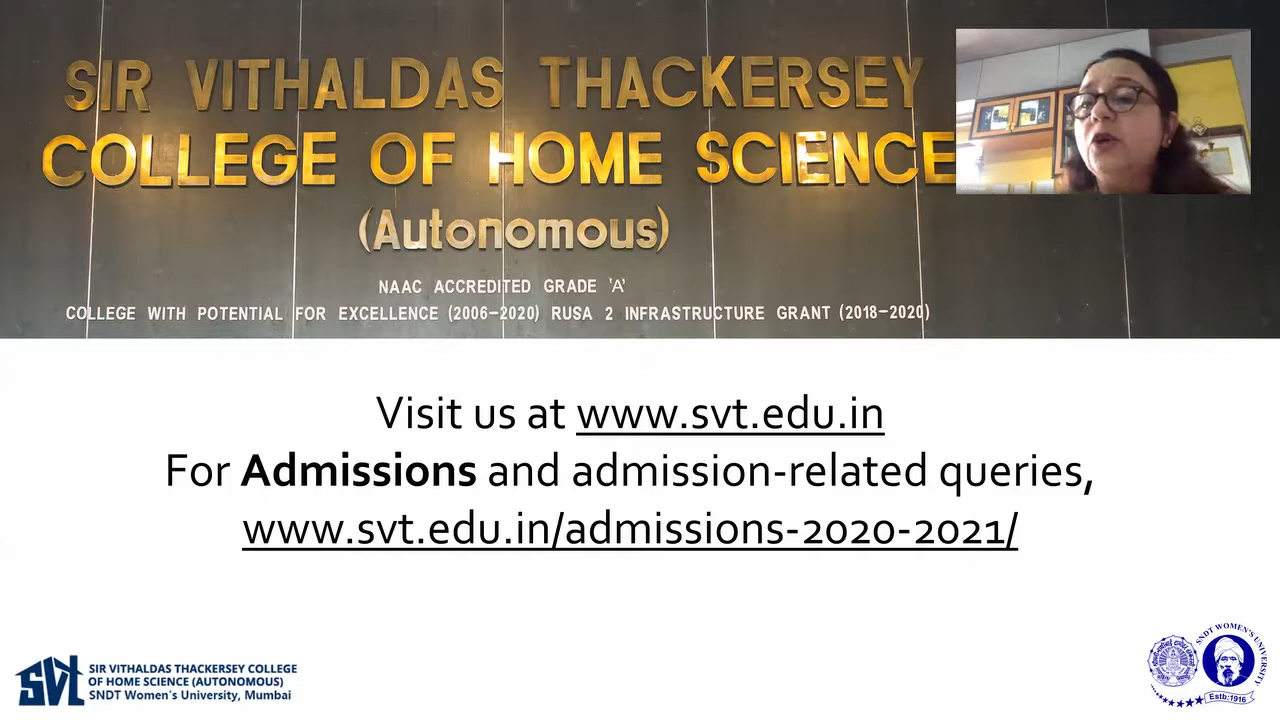 SIR VITHALDAS THACKERSEY
COLLEGE OF HOME SCIENCE
(Autonomous)
NAAC ACCREDITED GRADE 'A'
COLLEGE WITH POTENTIAL FOR EXCELLENCE (2006-2020) RUSA 2 INFRASTRUCTURE GRANT (2018-2020)
Visit us at www.svt.edu.in
For Admissions and admission-related queries,
www.svt.edu.in/admissions-2020-2021/
SVT
SIR VITHALDAS THACKERSEY COLLEGE
OF HOME SCIENCE (AUTONOMOUS)
SNDT Women's University, Mumbai
SNDT WOMEN'S UNIVERSITY
Estb:1916